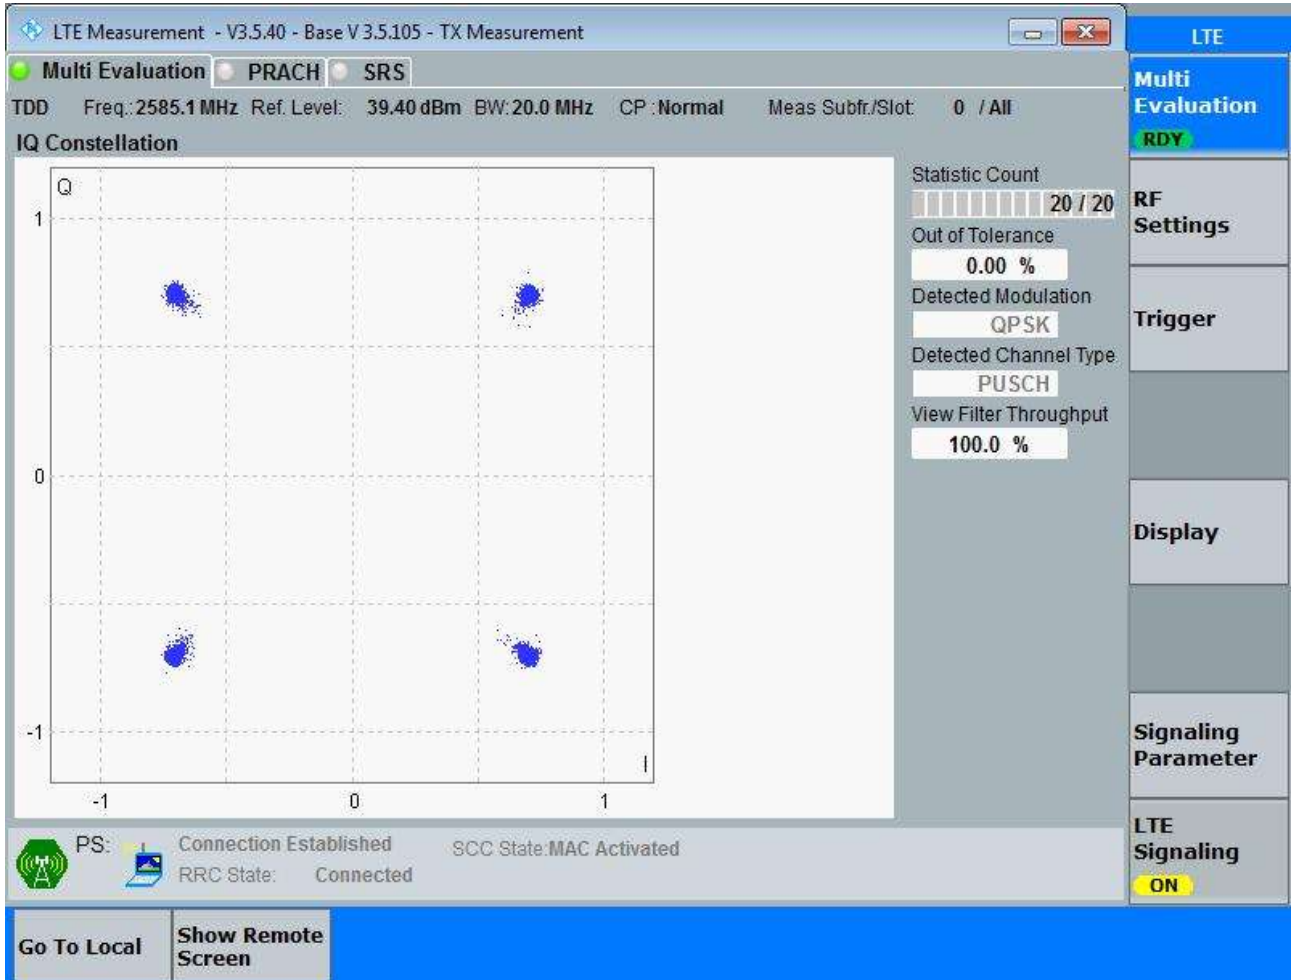 LTE Measurement - V3.5.40 - Base V 3.5.105 - TX Measurement
LTE
Multi Evaluation PRACH SRS
TDD Freq.: 2585.1 MHz Ref. Level: 39.40 dBm BW: 20.0 MHz CP : Normal Meas Subfr./Slot: 0 / All
IQ Constellation
Q
1
0
-1
I
-1 0 1
Statistic Count
20 / 20
Out of Tolerance
0.00 %
Detected Modulation
QPSK
Detected Channel Type
PUSCH
View Filter Throughput
100.0 %
Multi
Evaluation
RDY
RF
Settings
Trigger
Display
Signaling
Parameter
LTE
Signaling
ON
PS: Connection Established SCC State: MAC Activated
RRC State: Connected
Go To Local
Show Remote
Screen